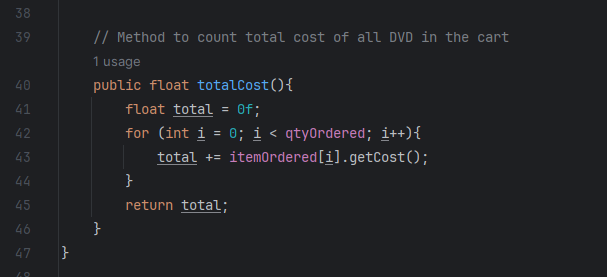 38
39 // Method to count total cost of all DVD in the cart
1 usage
40 public float totalCost(){
41 float total = 0f;
42 for (int i = 0; i < qtyOrdered; i++){
43 total += itemOrdered[i].getCost();
44 }
45 return total;
46 }
47 }
48